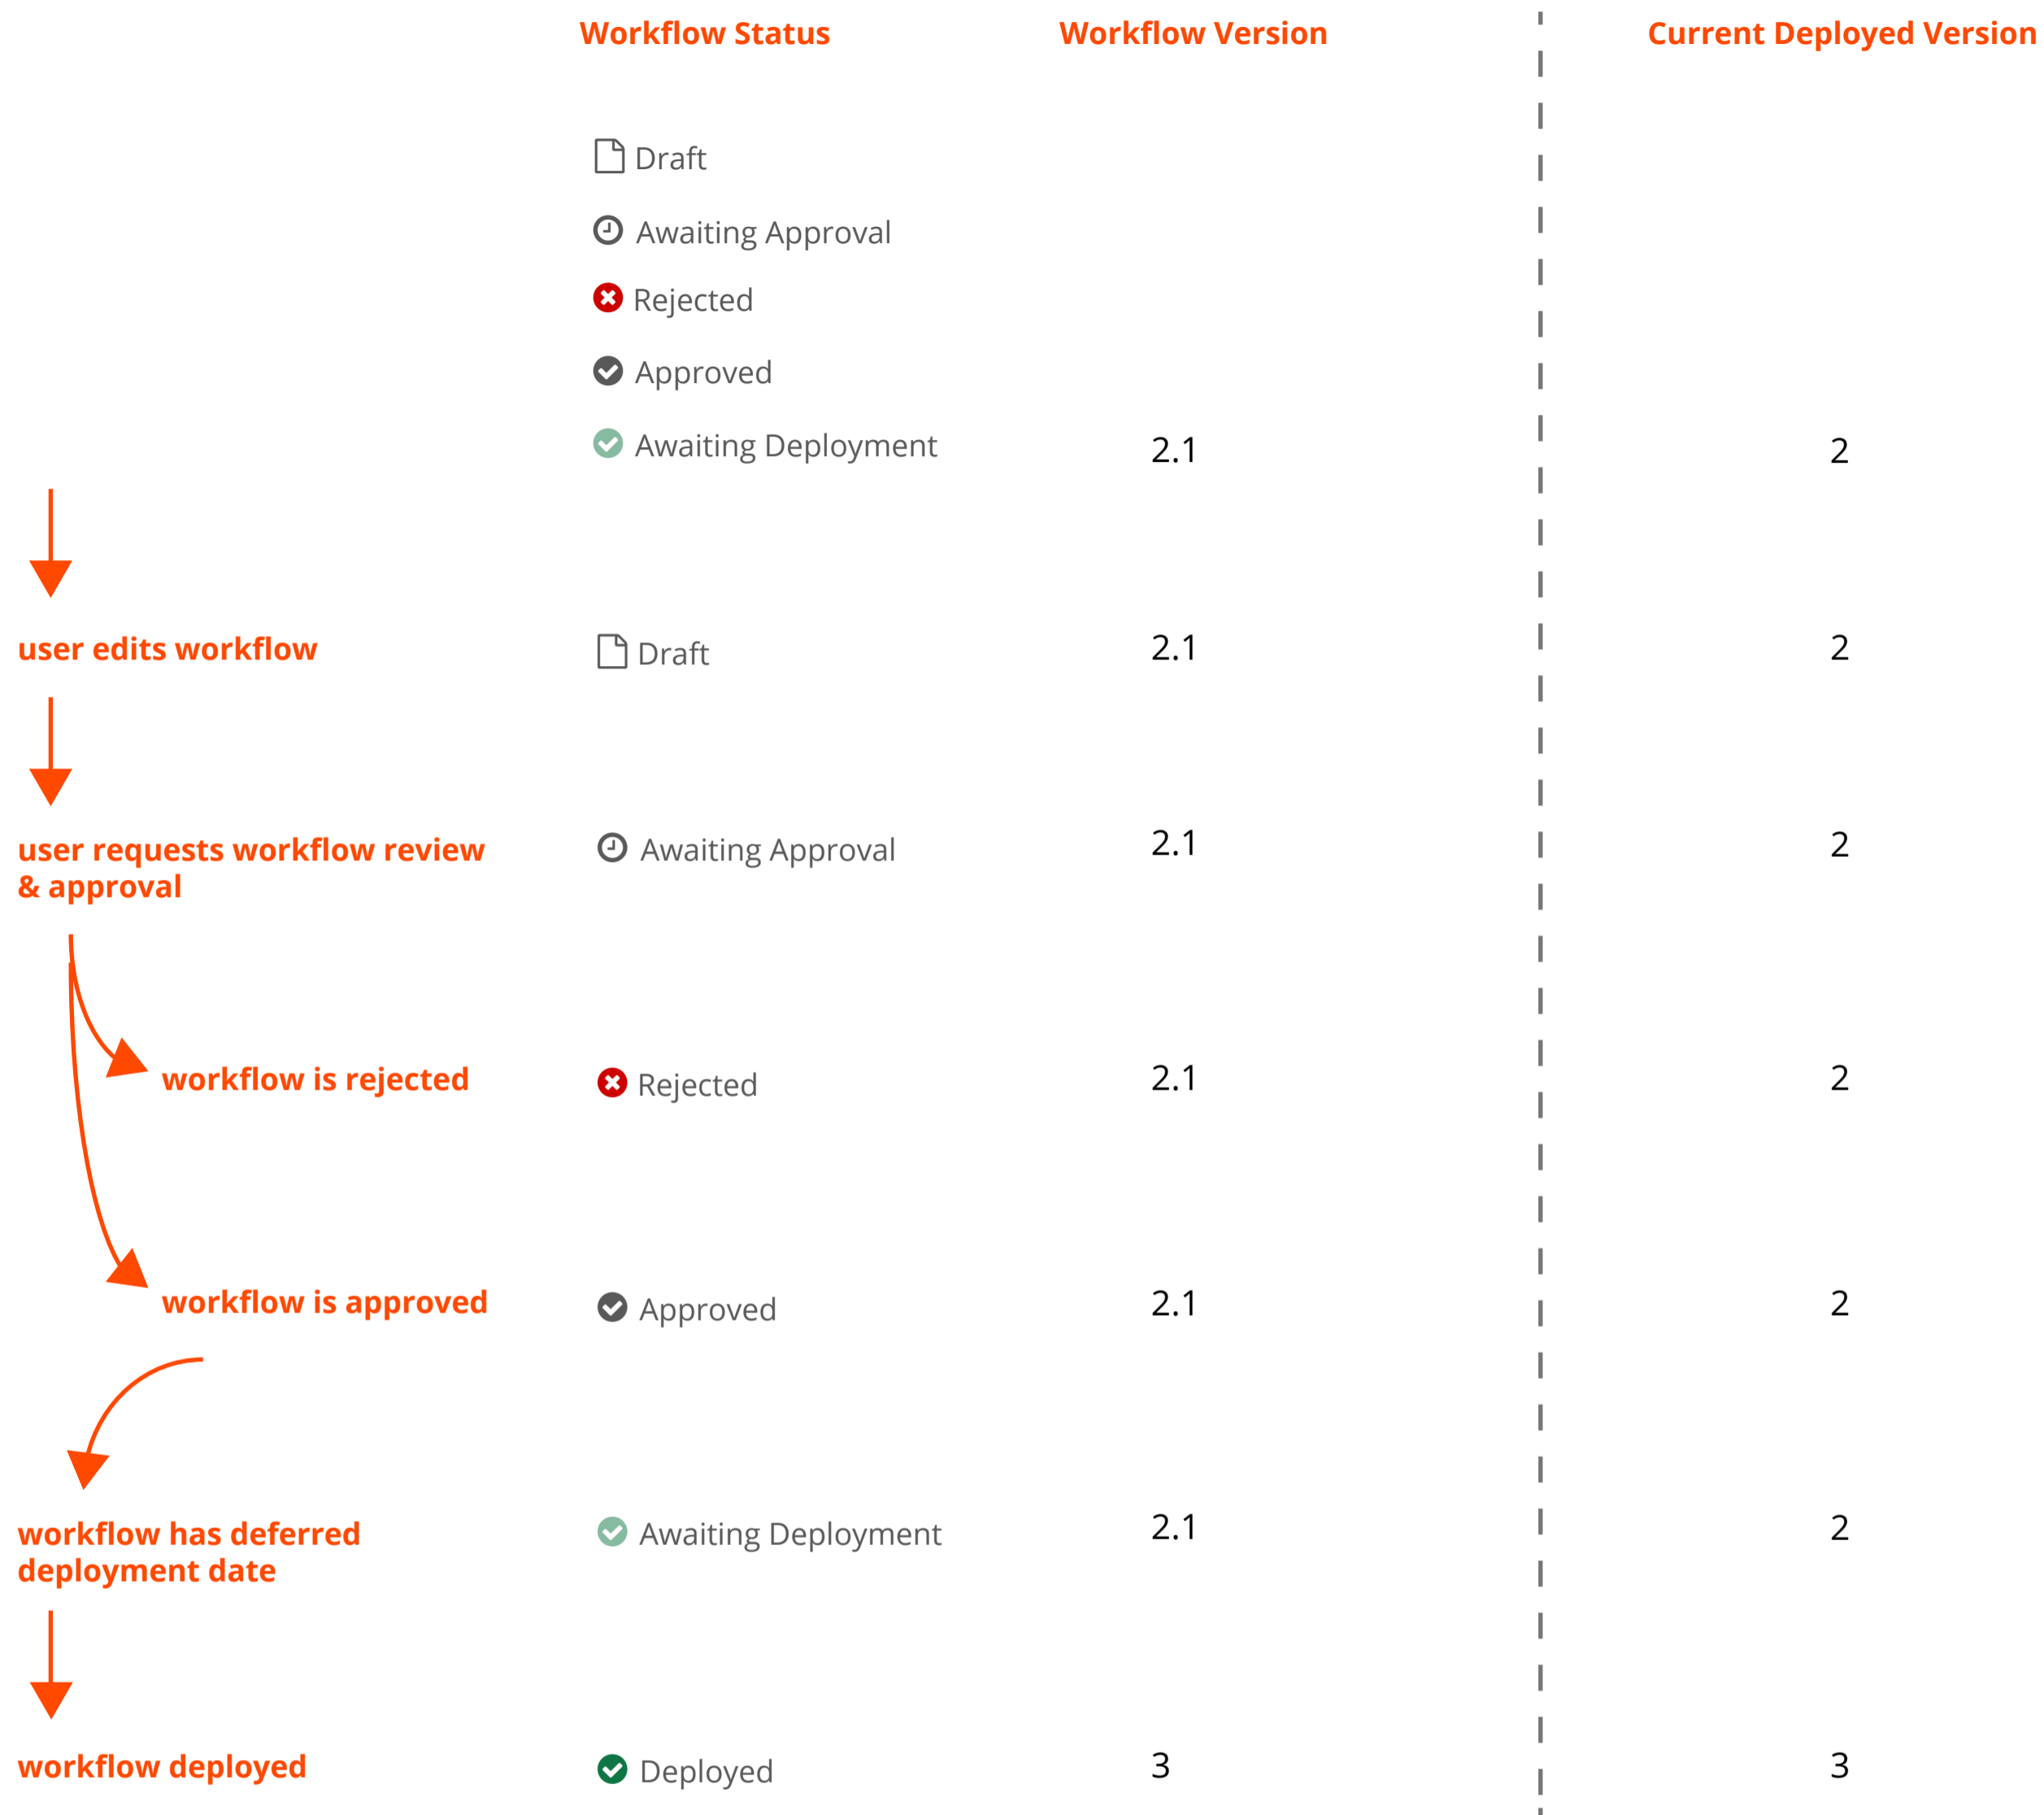 Workflow Status Workflow Version Current Deployed Version
Draft
Awaiting Approval
Rejected
Approved
Awaiting Deployment 2.1 2
user edits workflow Draft 2.1 2
user requests workflow review Awaiting Approval 2.1 2
& approval
workflow is rejected Rejected 2.1 2
workflow is approved Approved 2.1 2
workflow has deferred Awaiting Deployment 2.1 2
deployment date
workflow deployed Deployed 3 3